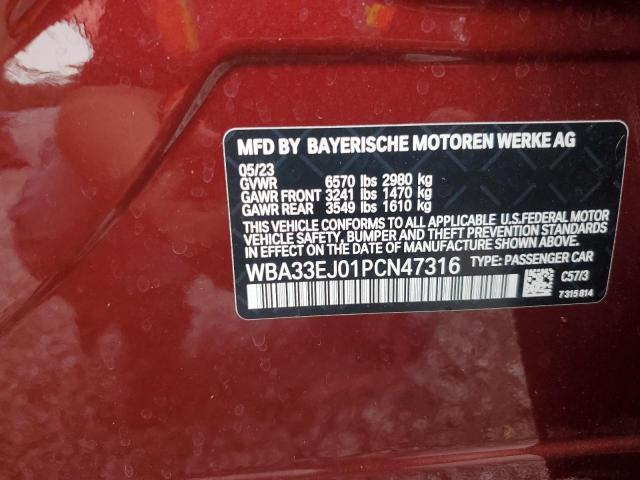 MFD BY BAYERISCHE MOTOREN WERKE AG
05/23
GVWR 6570 lbs 2980 kg
GAWR FRONT 3241 lbs 1470 kg
GAWR REAR 3549 lbs 1610 kg
THIS VEHICLE CONFORMS TO ALL APPLICABLE U.S.FEDERAL MOTOR
VEHICLE SAFETY, BUMPER AND THEFT PREVENTION STANDARDS IN
EFFECT ON THE DATE OF MANUFACTURE SHOWN ABOVE.
WBA33EJ01PCN47316 TYPE: PASSENGER CAR
C57/3
7315814